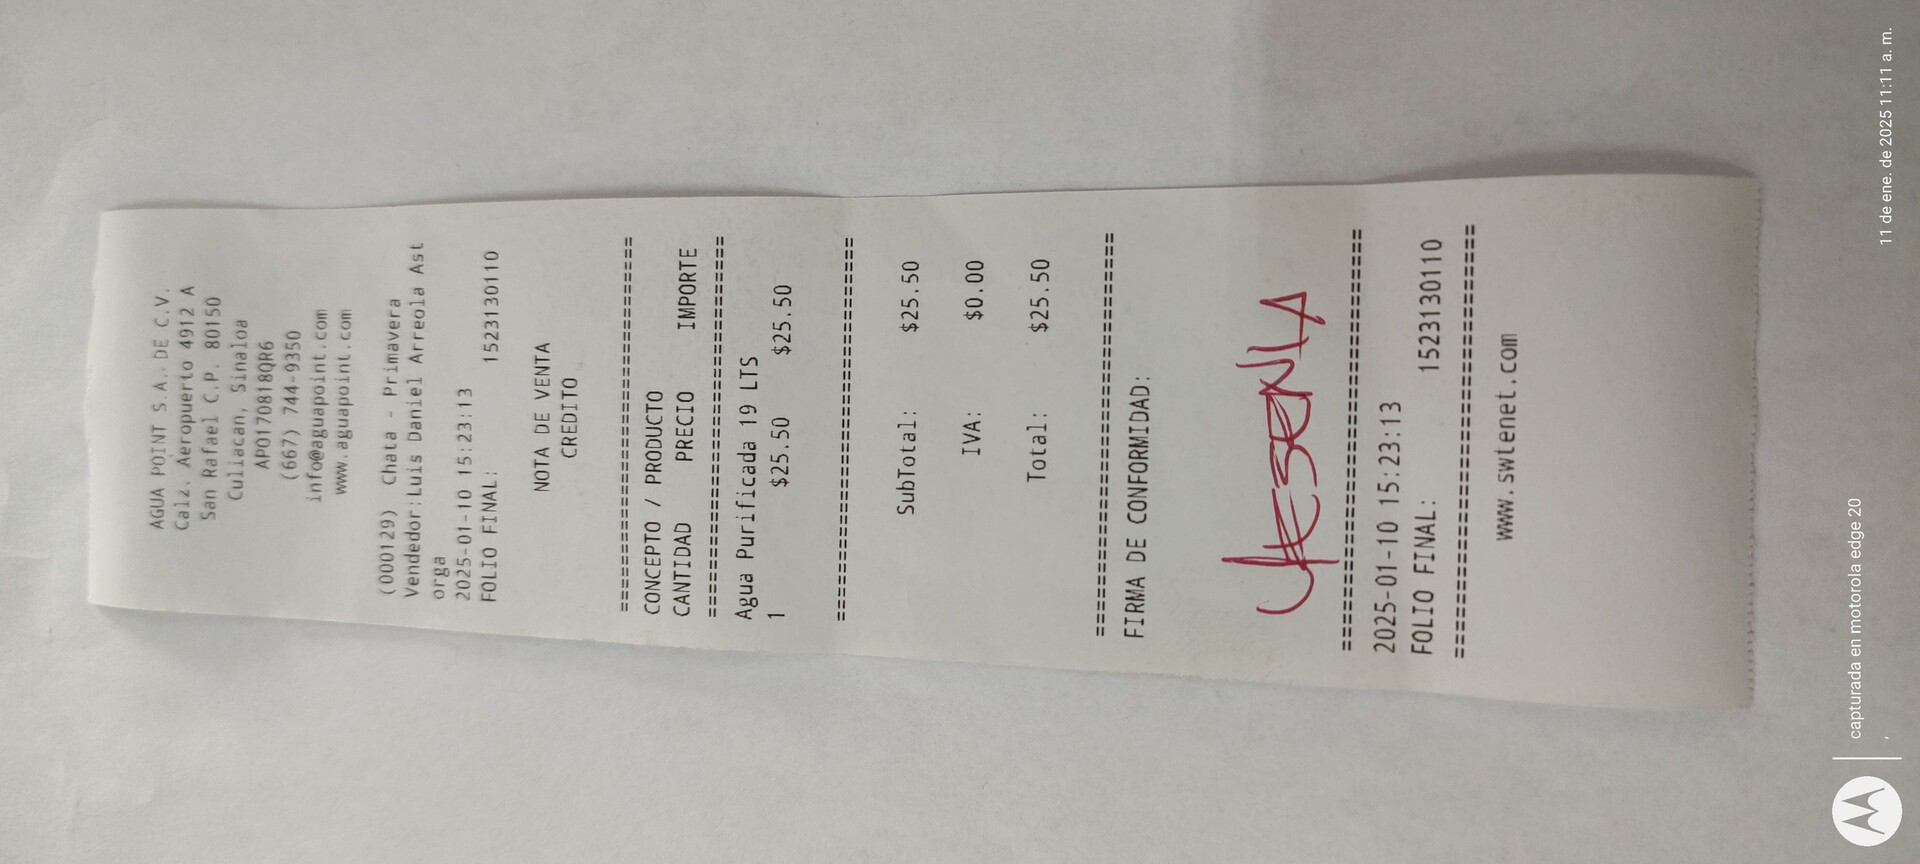 AGUA POINT S.A. DE C.V.
Calz. Aeropuerto 4912 A
San Rafael C.P. 80150
Culiacan, Sinaloa
APO170818QR6
(667) 744-9350
info@aguapoint.com
www.aguapoint.com
(000129) Chata - Primavera
Vendedor:Luis Daniel Arreola Ast
orga
2025-01-10 15:23:13
FOLIO FINAL: 1523130110
NOTA DE VENTA
CREDITO
================================
CONCEPTO / PRODUCTO
CANTIDAD PRECIO IMPORTE
================================
Agua Purificada 19 LTS
1 $25.50 $25.50
================================
SubTotal: $25.50
IVA: $0.00
Total: $25.50
================================
FIRMA DE CONFORMIDAD:
================================
2025-01-10 15:23:13
FOLIO FINAL: 1523130110
================================
www.swtenet.com
capturada en motorola edge 20
11 de ene. de 2025 11:11 a. m.